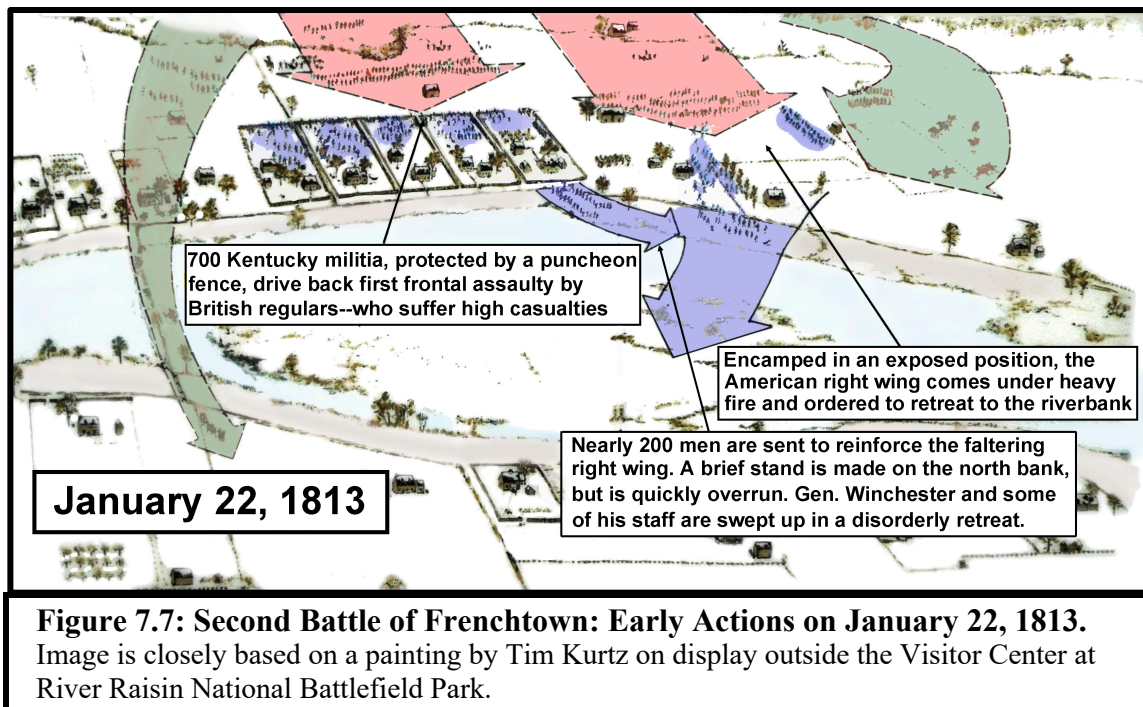 700 Kentucky militia, protected by a puncheon
fence, drive back first frontal assaulty by
British regulars--who suffer high casualties
Encamped in an exposed position, the
American right wing comes under heavy
fire and ordered to retreat to the riverbank
Nearly 200 men are sent to reinforce the faltering
right wing. A brief stand is made on the north bank,
but is quickly overrun. Gen. Winchester and some
of his staff are swept up in a disorderly retreat.
January 22, 1813
Figure 7.7: Second Battle of Frenchtown: Early Actions on January 22, 1813.
Image is closely based on a painting by Tim Kurtz on display outside the Visitor Center at
River Raisin National Battlefield Park.